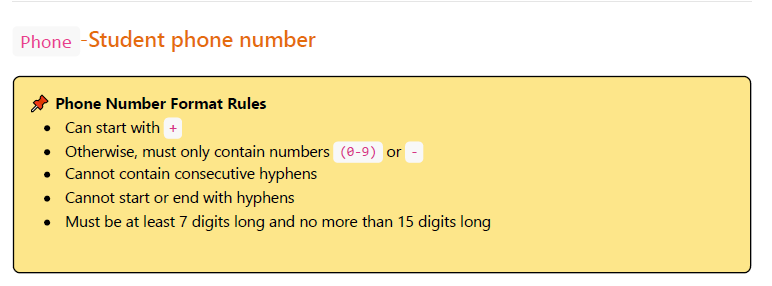 Phone-Student phone number
📌 Phone Number Format Rules
• Can start with +
• Otherwise, must only contain numbers (0-9) or -
• Cannot contain consecutive hyphens
• Cannot start or end with hyphens
• Must be at least 7 digits long and no more than 15 digits long